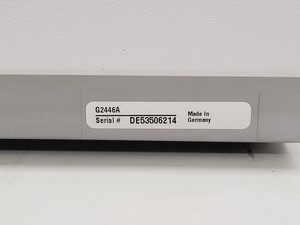 G2446A
Serial # DE53506214
Made In
Germany